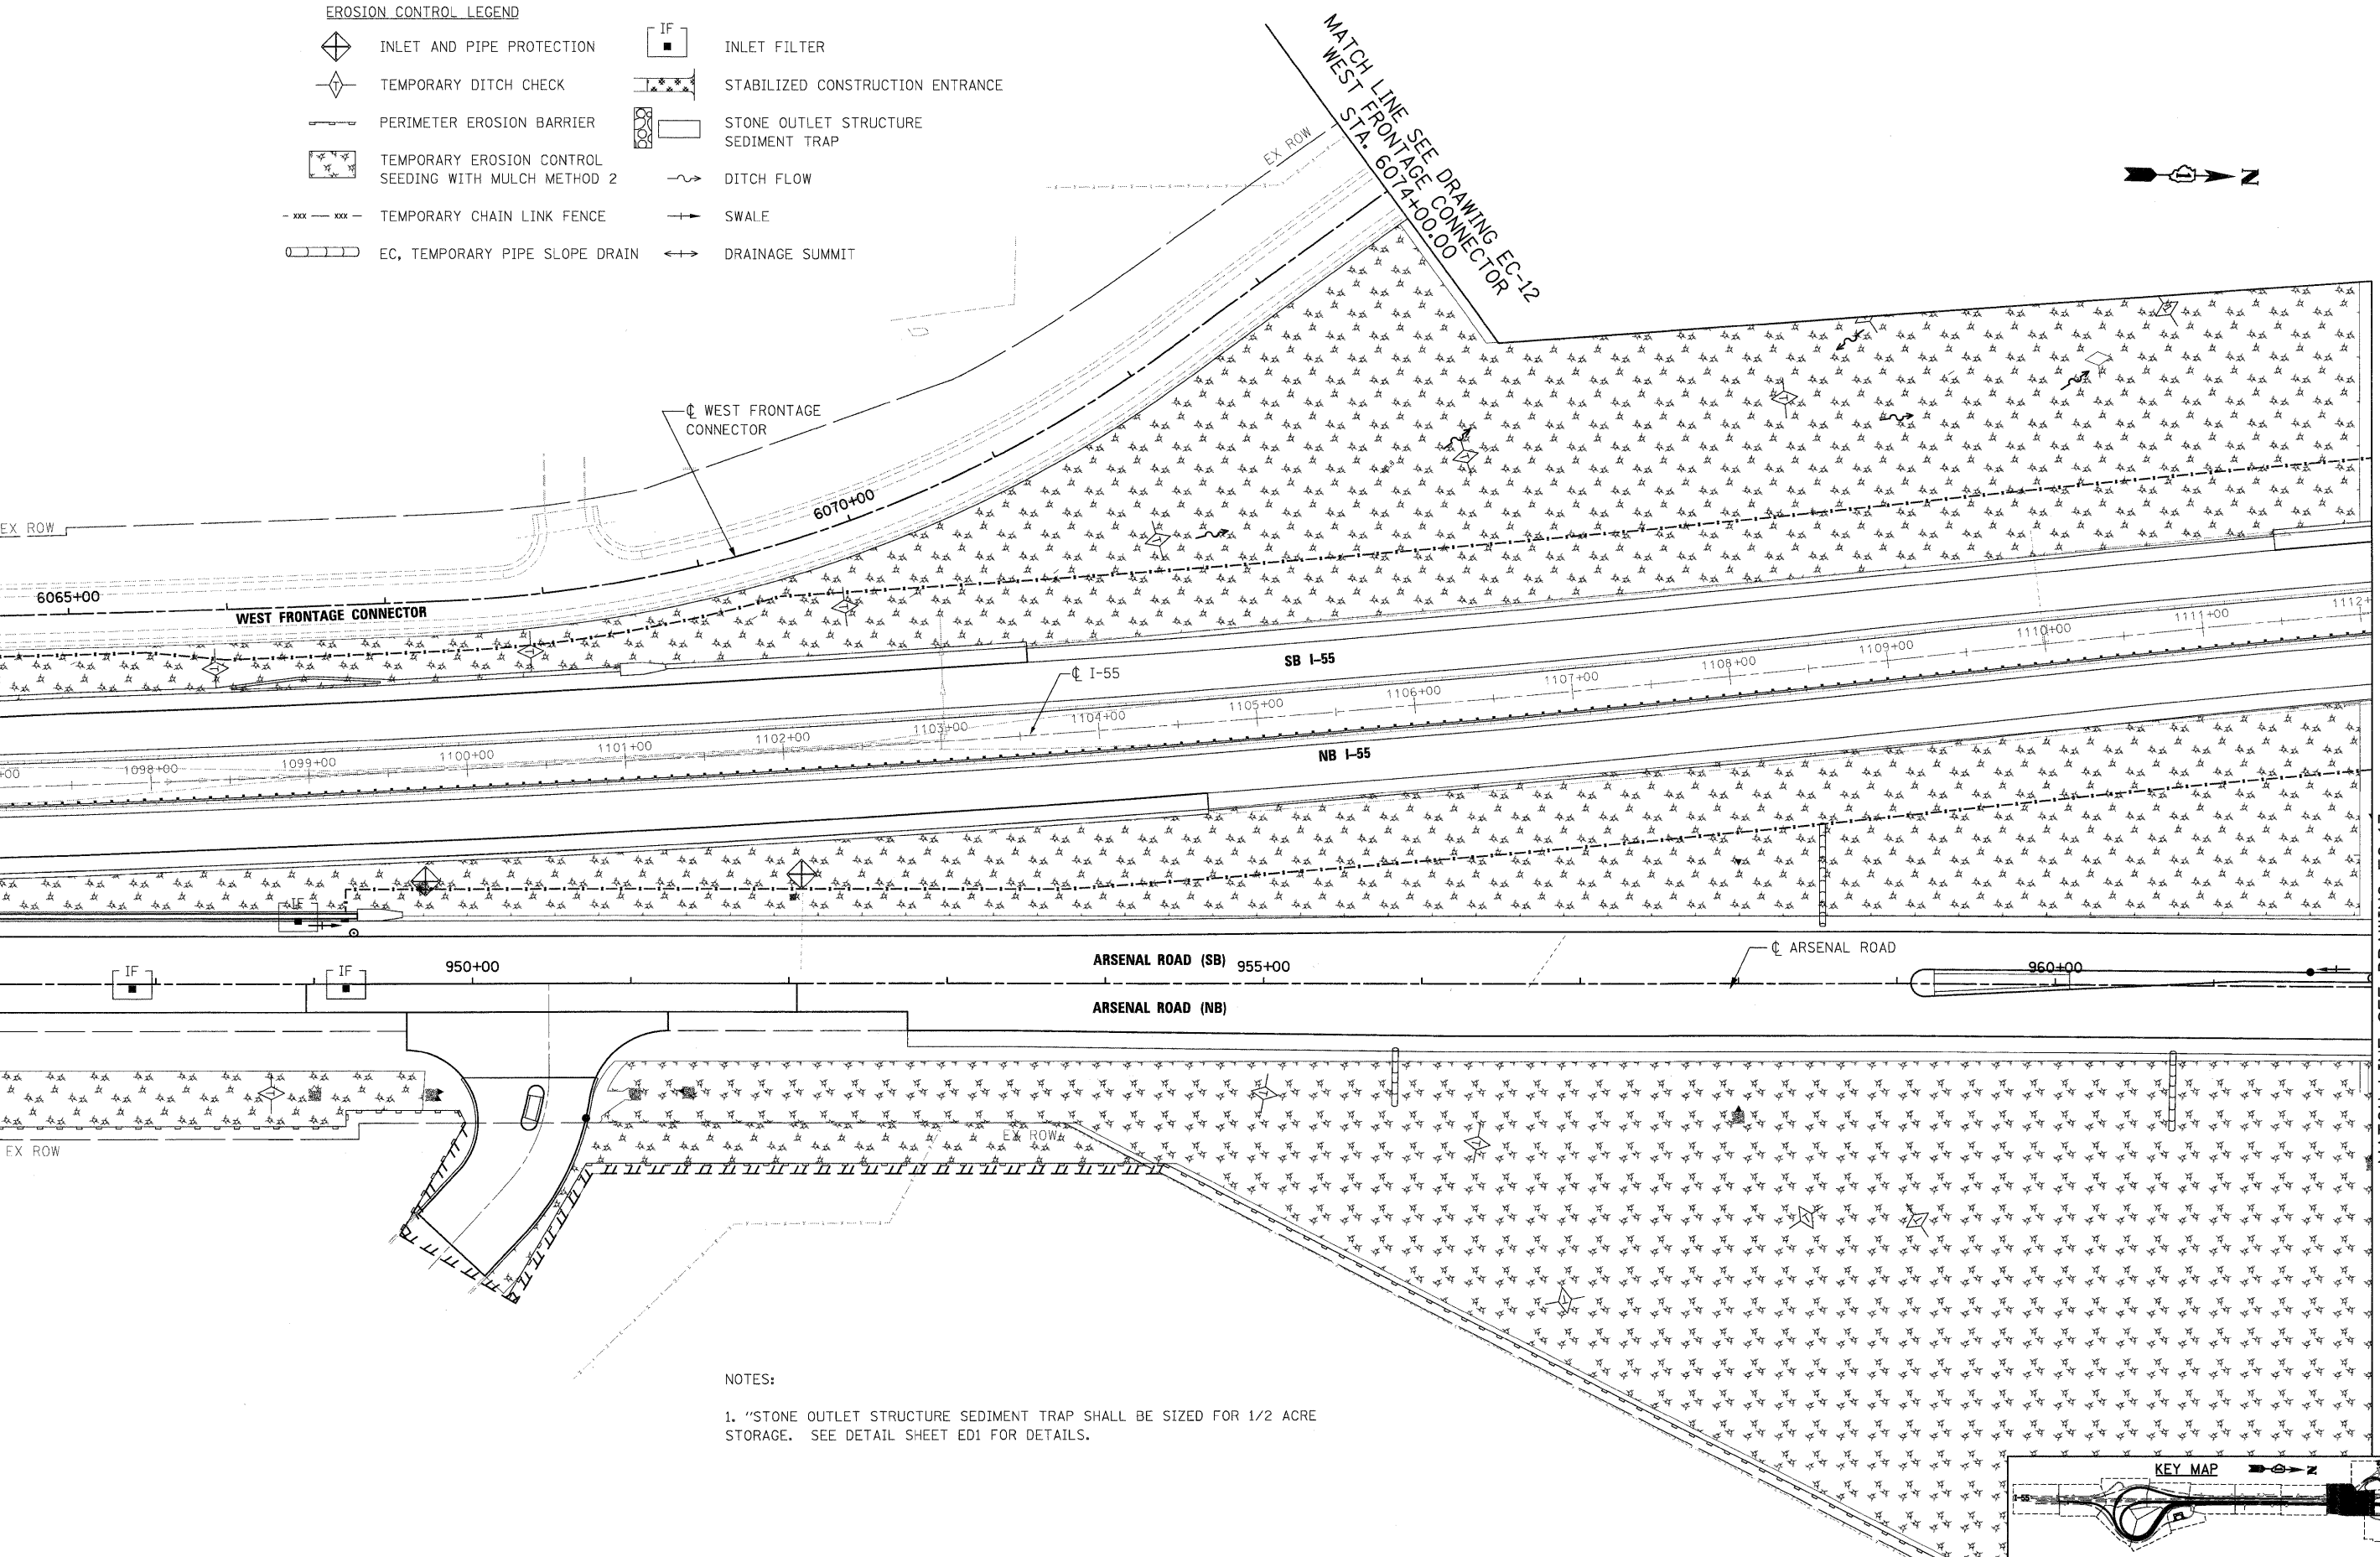 EROSION CONTROL LEGEND
INLET AND PIPE PROTECTION
TEMPORARY DITCH CHECK
PERIMETER EROSION BARRIER
TEMPORARY EROSION CONTROL
SEEDING WITH MULCH METHOD 2
TEMPORARY CHAIN LINK FENCE
EC, TEMPORARY PIPE SLOPE DRAIN
IF
INLET FILTER
STABILIZED CONSTRUCTION ENTRANCE
STONE OUTLET STRUCTURE
SEDIMENT TRAP
DITCH FLOW
SWALE
DRAINAGE SUMMIT
T
xxx xxx
MATCH LINE SEE DRAWING EC-12
WEST FRONTAGE CONNECTOR
STA. 6074+00.00
EX ROW
N
℄ WEST FRONTAGE
CONNECTOR
6070+00
EX ROW
6065+00
WEST FRONTAGE CONNECTOR
SB I-55
℄ I-55
NB I-55
+00
1098+00
1099+00
1100+00
1101+00
1102+00
1103+00
1104+00
1105+00
1106+00
1107+00
1108+00
1109+00
1110+00
1111+00
1112+
IF
IF
IF
950+00
ARSENAL ROAD (SB)
955+00
℄ ARSENAL ROAD
960+00
ARSENAL ROAD (NB)
EX ROW
EX ROW
NOTES:
1. "STONE OUTLET STRUCTURE SEDIMENT TRAP SHALL BE SIZED FOR 1/2 ACRE
STORAGE. SEE DETAIL SHEET ED1 FOR DETAILS.
KEY MAP
N
I-55